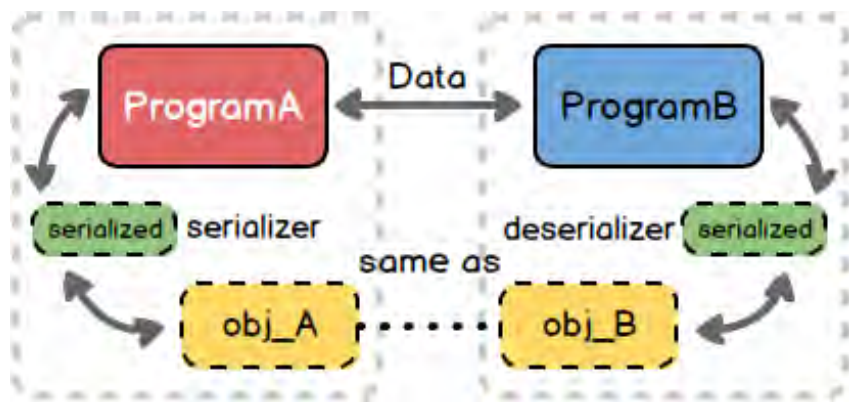 Data
ProgramA
ProgramB
serialized serializer
deserializer serialized
same as
obj_A
obj_B